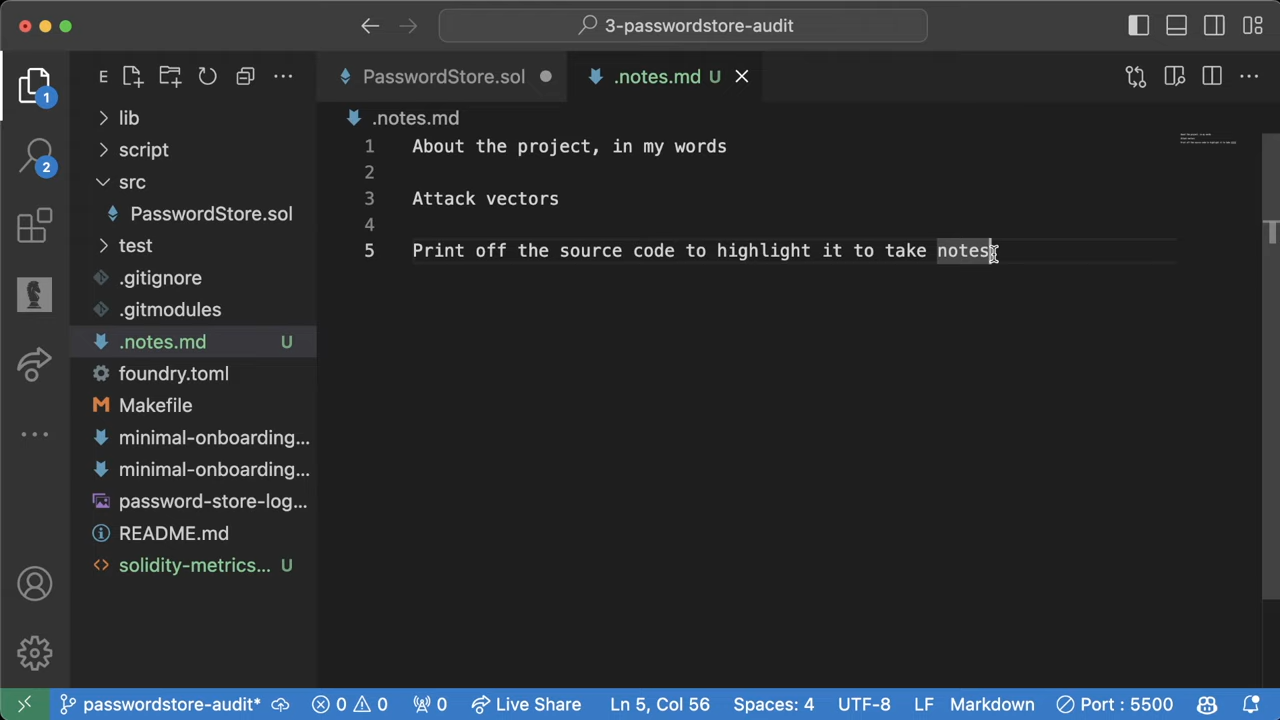 3-passwordstore-audit
E
PasswordStore.sol
.notes.md U
1
2
lib
script
src
PasswordStore.sol
test
.gitignore
.gitmodules
.notes.md U
foundry.toml
Makefile
minimal-onboarding...
minimal-onboarding...
password-store-log...
README.md
solidity-metrics... U
.notes.md
1 About the project, in my words
2
3 Attack vectors
4
5 Print off the source code to highlight it to take notes
passwordstore-audit* 0 0 0 Live Share Ln 5, Col 56 Spaces: 4 UTF-8 LF Markdown Port : 5500